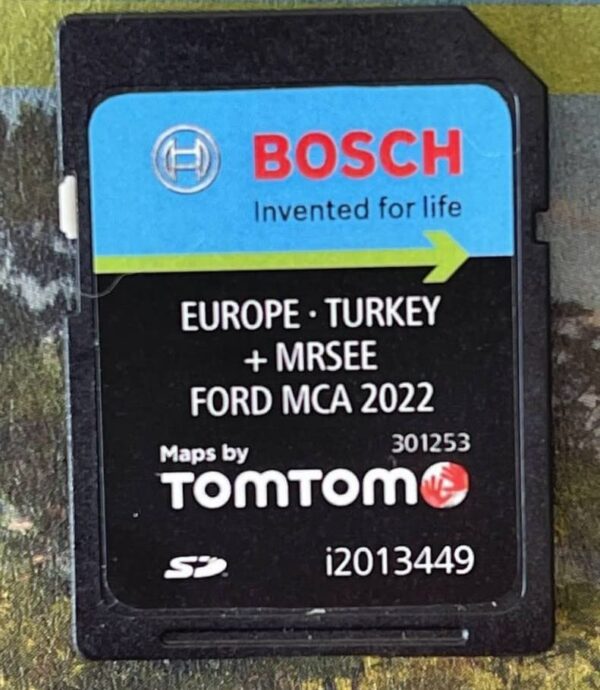 BOSCH
Invented for life
EUROPE · TURKEY
+ MRSEE
FORD MCA 2022
301253
Maps by
TOMTOM
SD
i2013449